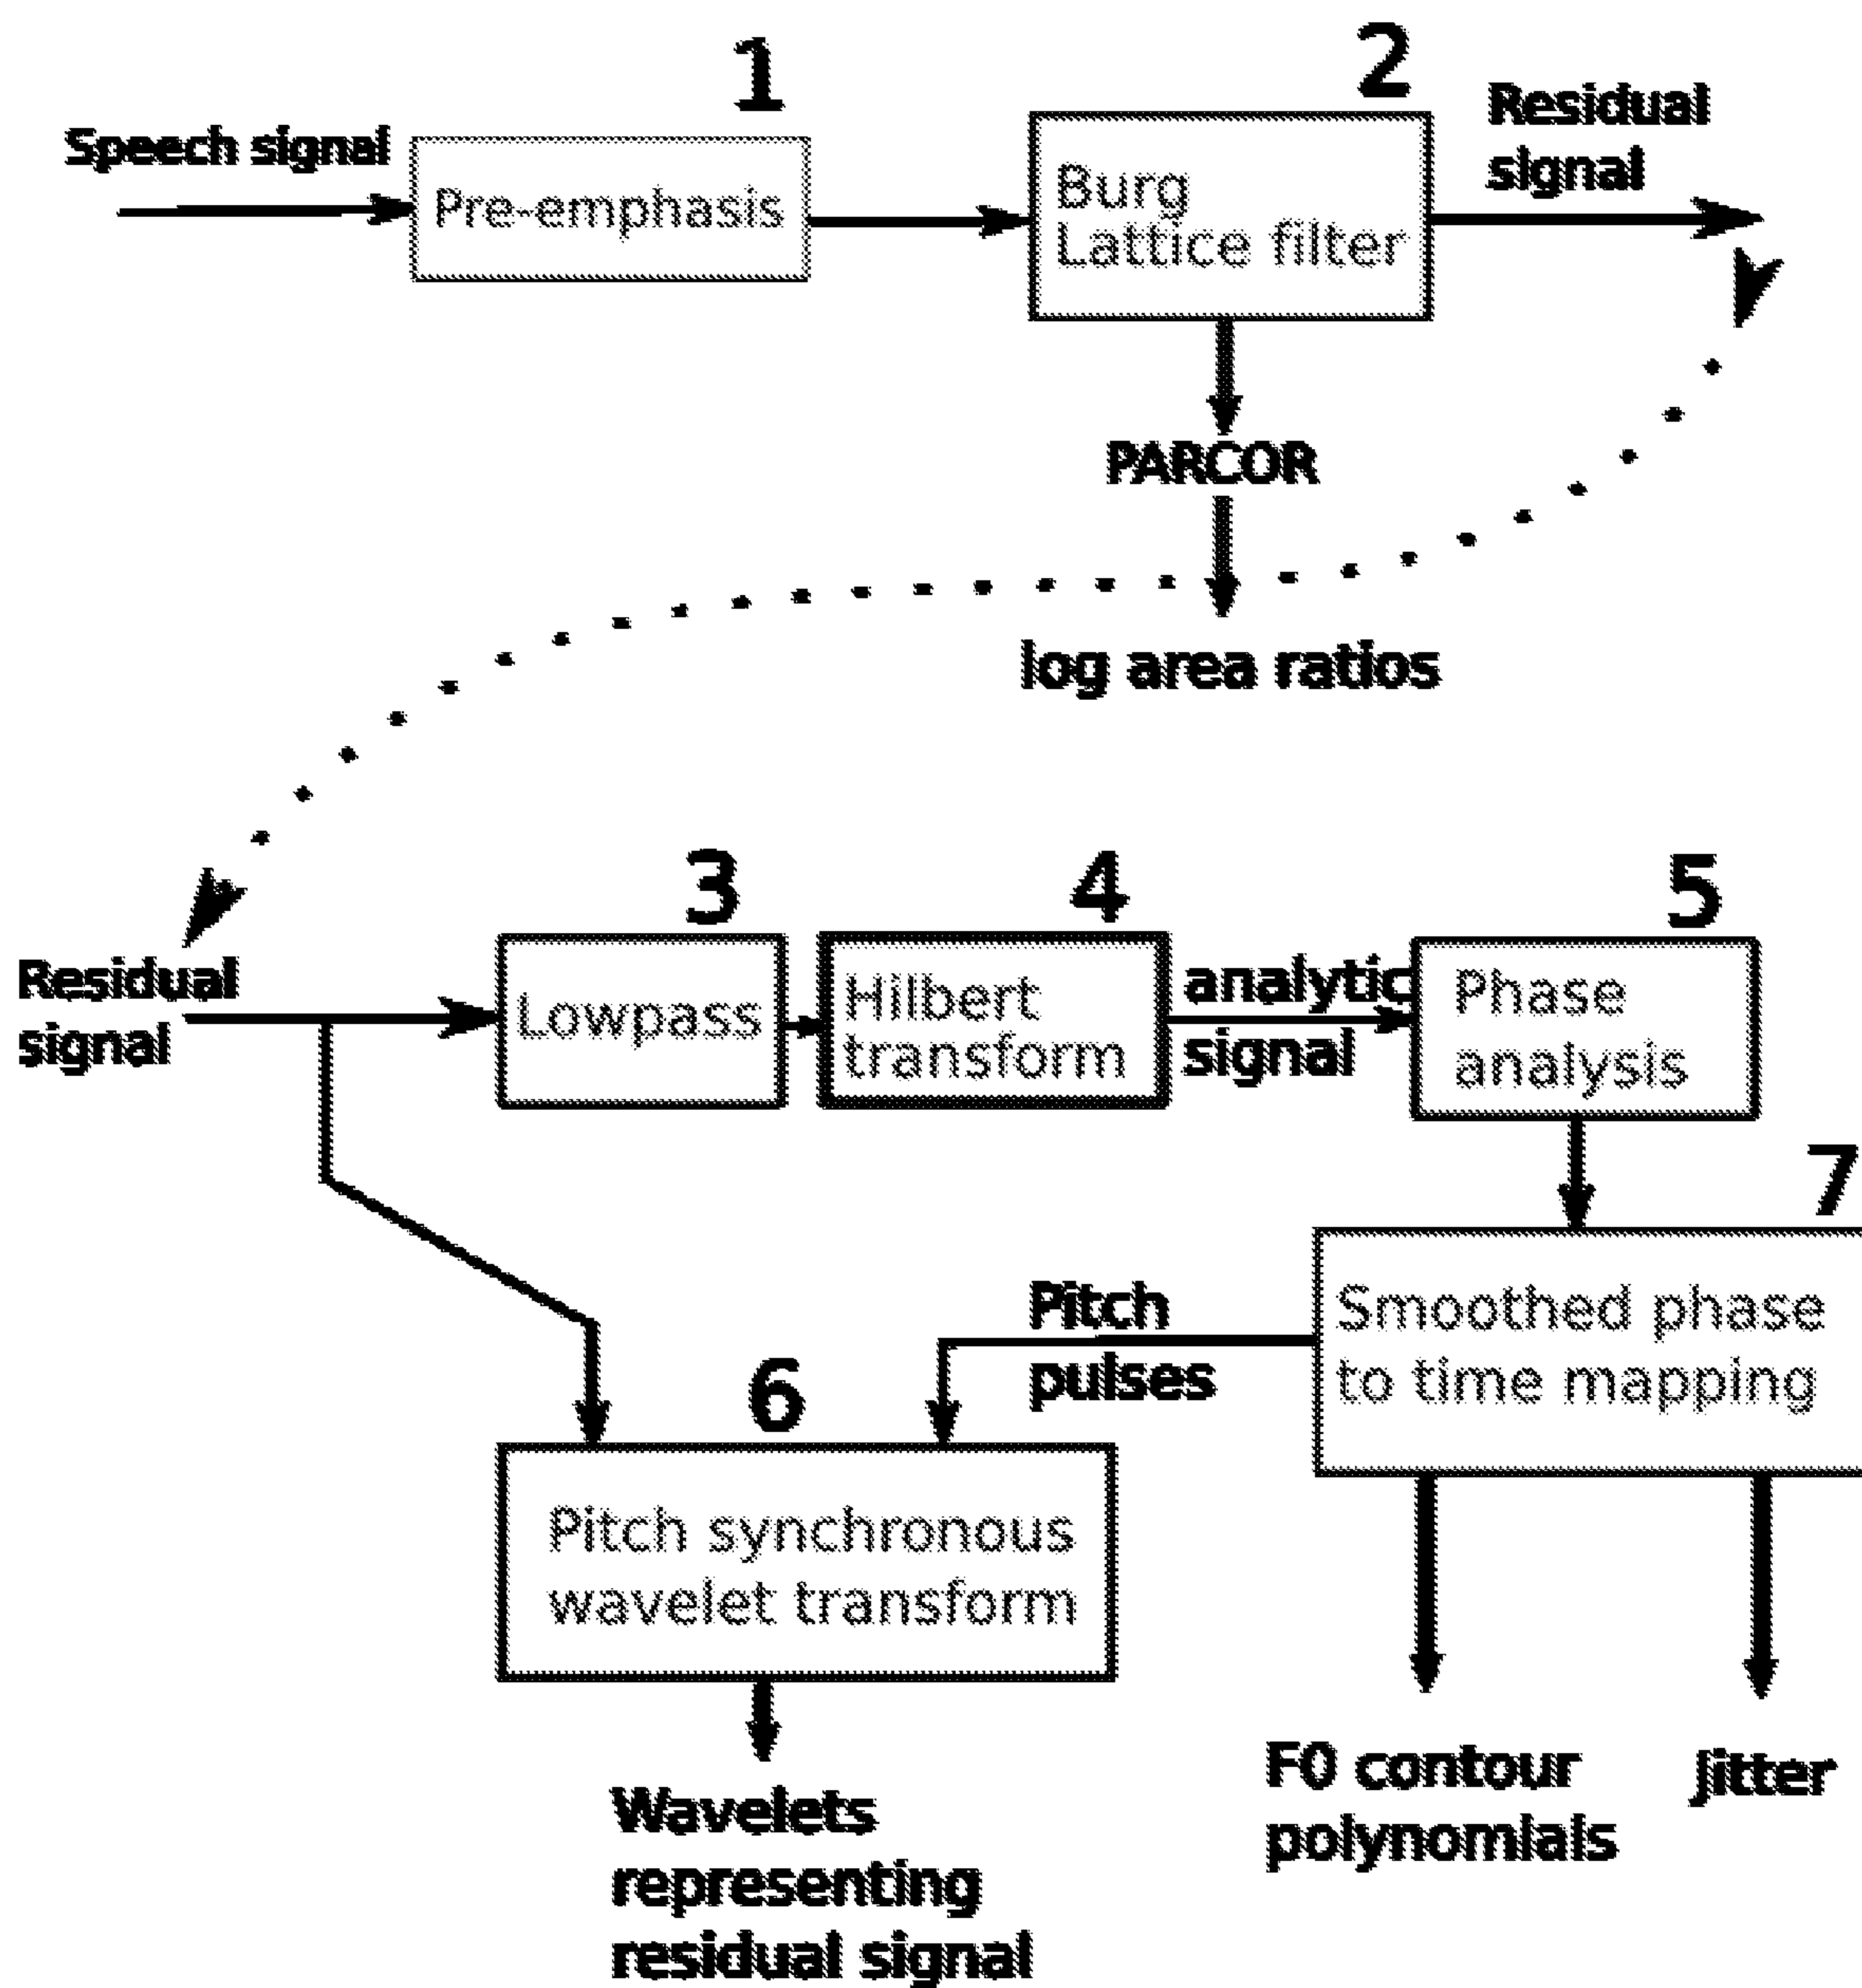 1
2
Speech signal
Pre-emphasis
Burg
Lattice filter
Residual
signal
PARCOR
log area ratios
3
4
5
Residual
signal
Lowpass
Hilbert
transform
analytic
signal
Phase
analysis
7
Pitch
pulses
Smoothed phase
to time mapping
6
Pitch synchronous
wavelet transform
F0 contour
polynomials
Jitter
Wavelets
representing
residual signal